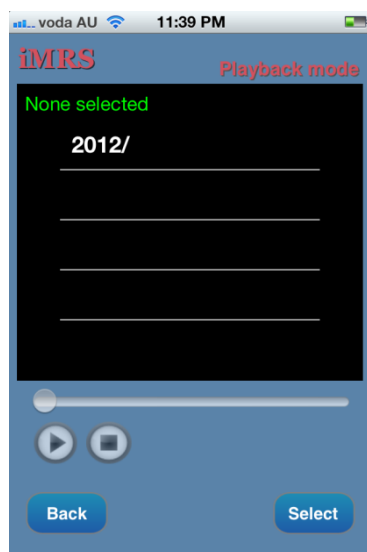 voda AU 11:39 PM
iMRS
Playback mode
None selected
2012/
Back Select